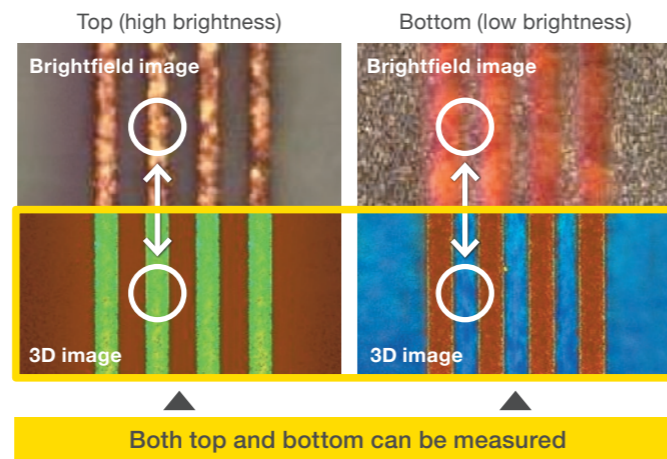 Top (high brightness)
Bottom (low brightness)
Brightfield image
Brightfield image
3D image
3D image
Both top and bottom can be measured